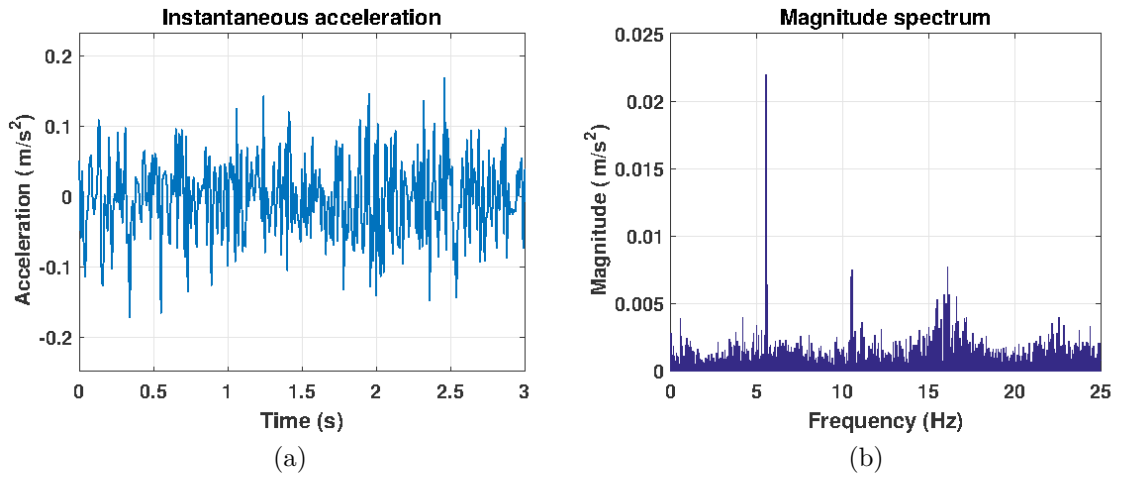 Instantaneous acceleration
0.2
0.1
0
-0.1
-0.2
Acceleration ( m/s²)
0 0.5 1 1.5 2 2.5 3
Time (s)
(a)
Magnitude spectrum
0.025
0.02
0.015
0.01
0.005
0
Magnitude ( m/s²)
0 5 10 15 20 25
Frequency (Hz)
(b)